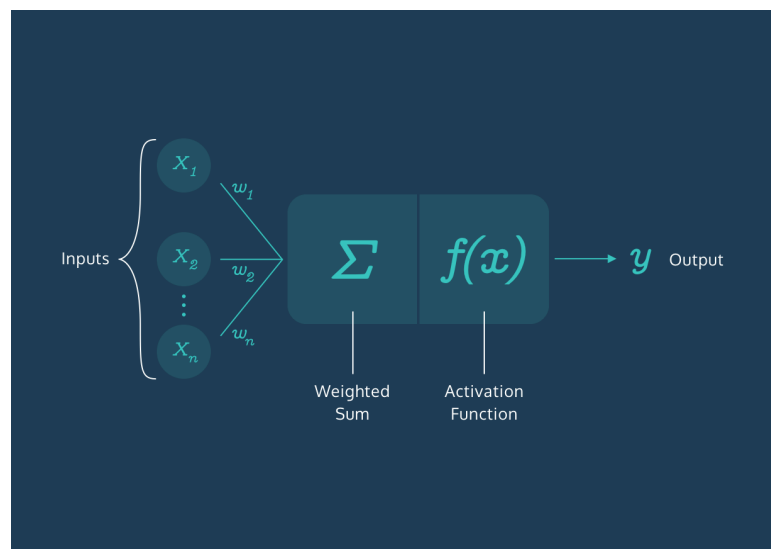 X1
w1
Inputs
X2
w2
Σ
f(x)
y
Output
Xn
wn
Weighted
Sum
Activation
Function